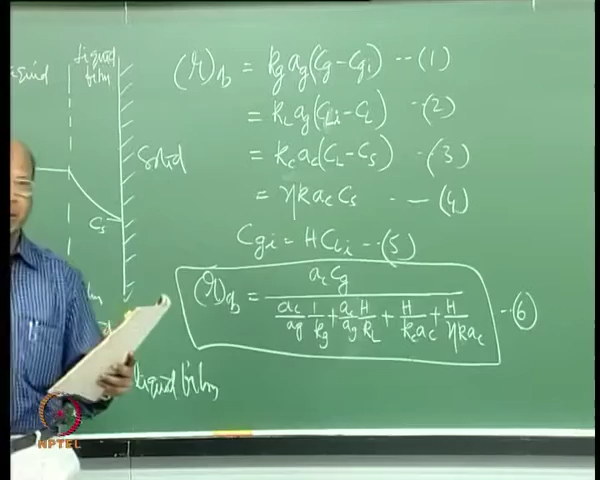 liquid
liquid film
Solid
Cs
(r)b = kg ag (Cg − Cgi) --- (1)
= kL ag (CLi − CL) -- (2)
= kc ac (CL − Cs) -- (3)
= ηk ac Cs --- (4)
Cgi = H CLi --- (5)
(r)b = ac Cg / (ac/ag 1/kg + ac/ag H/kL + H/kc ac + H/ηk ac) -- (6)
liquid film
NPTEL